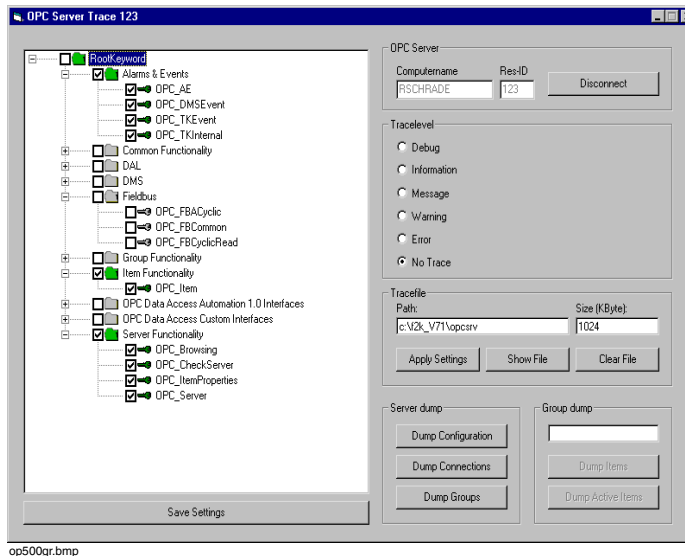 OPC Server Trace 123
RootKeyword
Alarms & Events
OPC_AE
OPC_DMSEvent
OPC_TKEvent
OPC_TKInternal
Common Functionality
DAL
DMS
Fieldbus
OPC_FBACyclic
OPC_FBCommon
OPC_FBCyclicRead
Group Functionality
Item Functionality
OPC_Item
OPC Data Access Automation 1.0 Interfaces
OPC Data Access Custom Interfaces
Server Functionality
OPC_Browsing
OPC_CheckServer
OPC_ItemProperties
OPC_Server
Save Settings
OPC Server
Computername Res-ID
RSCHRADE 123 Disconnect
Tracelevel
Debug
Information
Message
Warning
Error
No Trace
Tracefile
Path: Size (KByte):
c:\f2k_V71\opcsrv 1024
Apply Settings Show File Clear File
Server dump
Dump Configuration
Dump Connections
Dump Groups
Group dump
Dump Items
Dump Active Items
op500gr.bmp